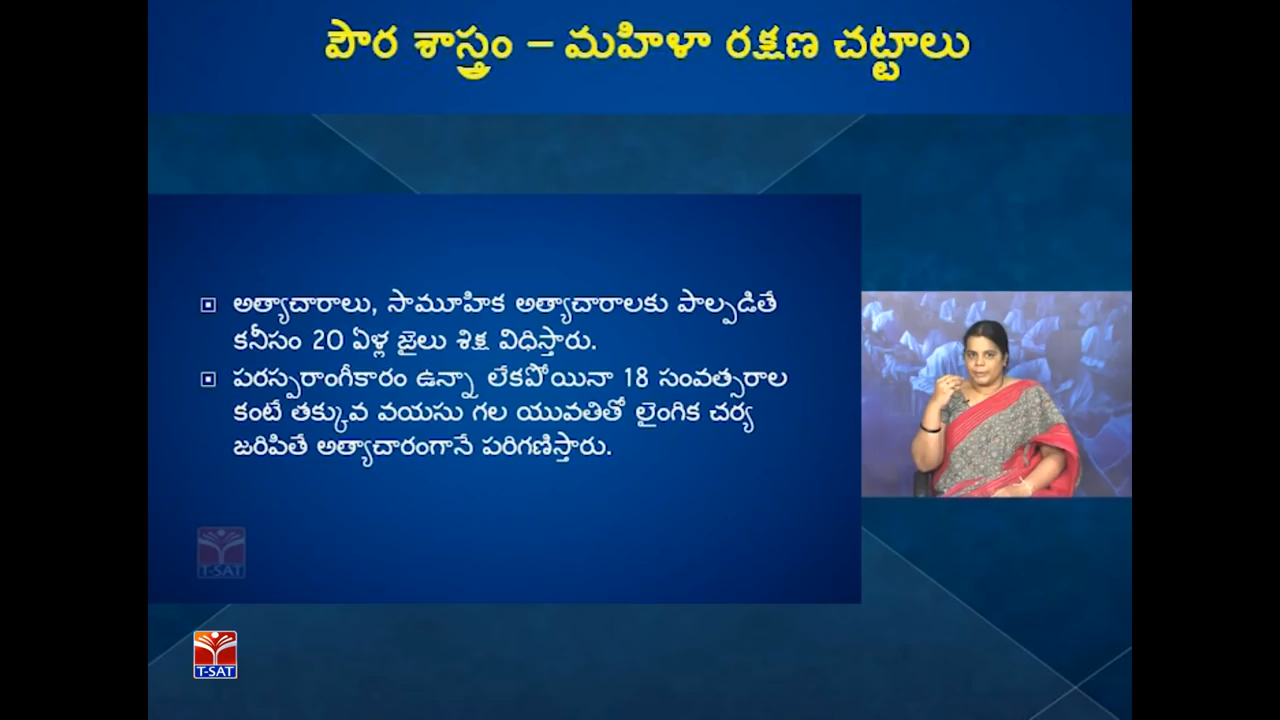 పౌర శాస్త్రం – మహిళా రక్షణ చట్టాలు
అత్యాచారాలు, సామూహిక అత్యాచారాలకు పాల్పడితే
కనీసం 20 ఏళ్ల జైలు శిక్ష విధిస్తారు.
పరస్పరాంగీకారం ఉన్నా లేకపోయినా 18 సంవత్సరాల
కంటే తక్కువ వయసు గల యువతితో లైంగిక చర్య
జరిపితే అత్యాచారంగానే పరిగణిస్తారు.
T-SAT
T-SAT